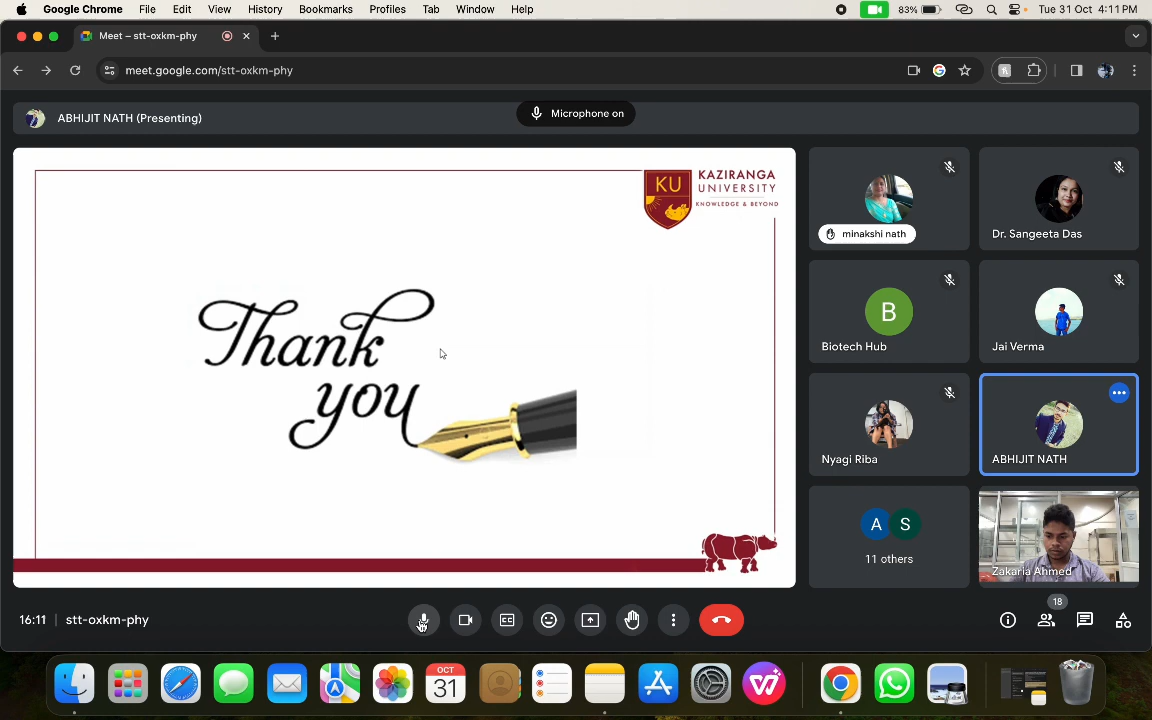 Google Chrome File Edit View History Bookmarks Profiles Tab Window Help 83% Tue 31 Oct 4:11 PM
Meet – stt-oxkm-phy
meet.google.com/stt-oxkm-phy
ABHIJIT NATH (Presenting)
Microphone on
KU
KAZIRANGA
UNIVERSITY
KNOWLEDGE & BEYOND
Thank
you
minakshi nath
Dr. Sangeeta Das
B
Biotech Hub
Jai Verma
Nyagi Riba
ABHIJIT NATH
A S
11 others
Zakaria Ahmed
16:11 stt-oxkm-phy
CC
18
OCT
31